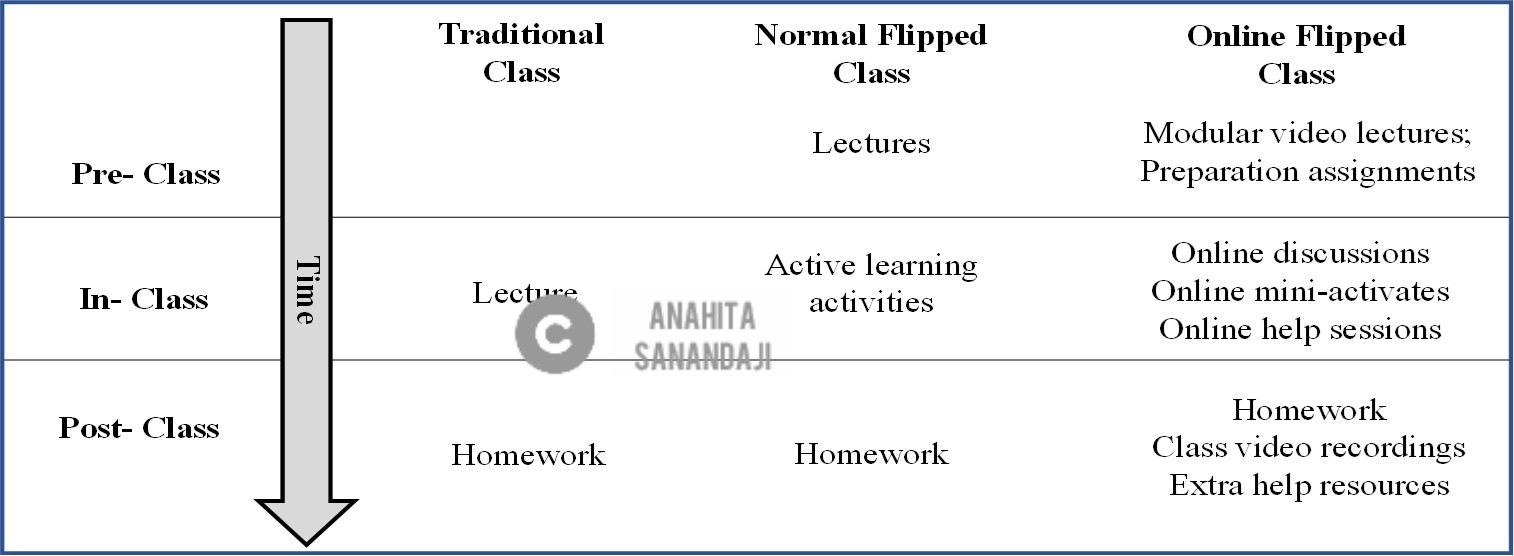 Traditional
Class
Normal Flipped
Class
Online Flipped
Class
Pre- Class
Lectures
Modular video lectures;
Preparation assignments
Time
In- Class
Lecture
Active learning
activities
Online discussions
Online mini-activates
Online help sessions
C
ANAHITA
SANANDAJI
Post- Class
Homework
Homework
Homework
Class video recordings
Extra help resources